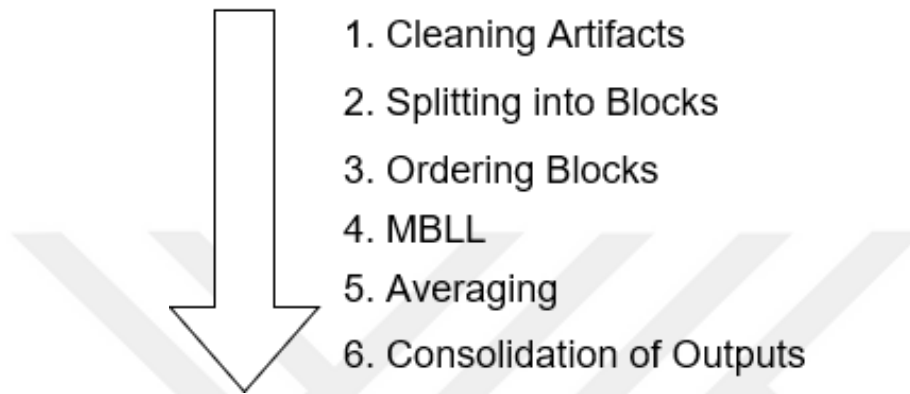 1. Cleaning Artifacts
2. Splitting into Blocks
3. Ordering Blocks
4. MBLL
5. Averaging
6. Consolidation of Outputs